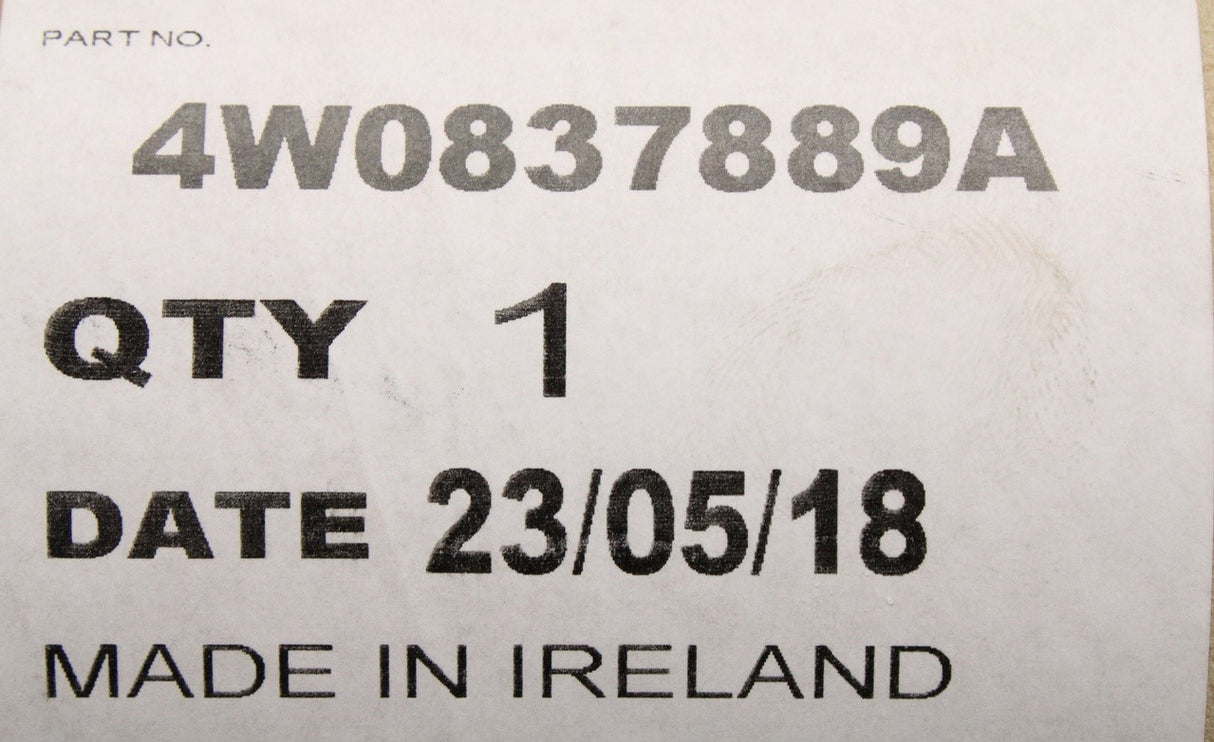 PART NO.
4W0837889A
QTY 1
DATE 23/05/18
MADE IN IRELAND